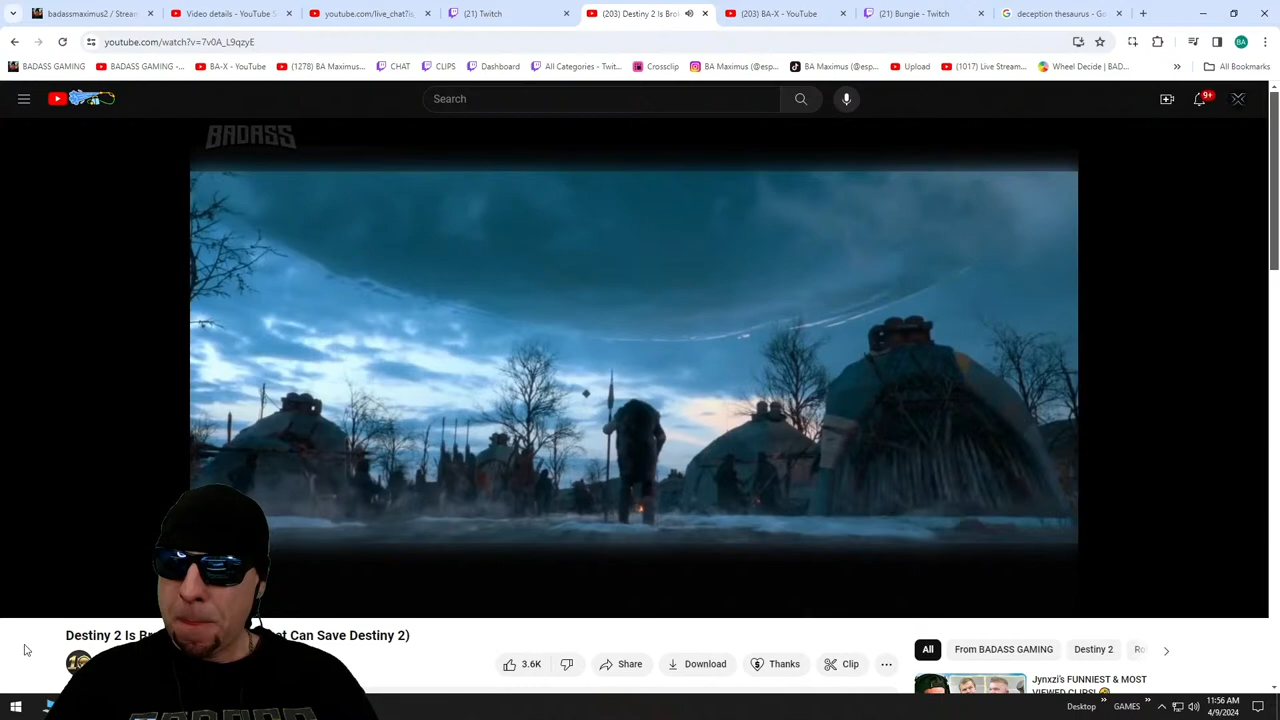 badassmaximus2 / Stream
Video details - YouTube S
youtube.com/live_chat?is_
(21) Twitch
(203) Destiny 2 Is Brok
(203) BA-X - YouTube
(21) Bungie - Twitch
deception thesaurus - Go
youtube.com/watch?v=7v0A_L9qzyE
BA
BADASS GAMING
BADASS GAMING -...
BA-X - YouTube
(1278) BA Maximus...
CHAT
CLIPS
Dashboard
All Categories - Twit...
Crossclip
BA Maximus (@esp...
BA Maximus (@esp...
Upload
(1017) Live Stream...
Wheel Decide | BAD...
»
All Bookmarks
Search
9+
BADASS
Destiny 2 Is Br
t Can Save Destiny 2)
3.6K
Share
Download
Thanks
Clip
All
From BADASS GAMING
Destiny 2
Jynxzi's FUNNIEST & MOST
VIEWED CLIPS!
BADASS
Desktop
GAMES
11:56 AM
4/9/2024